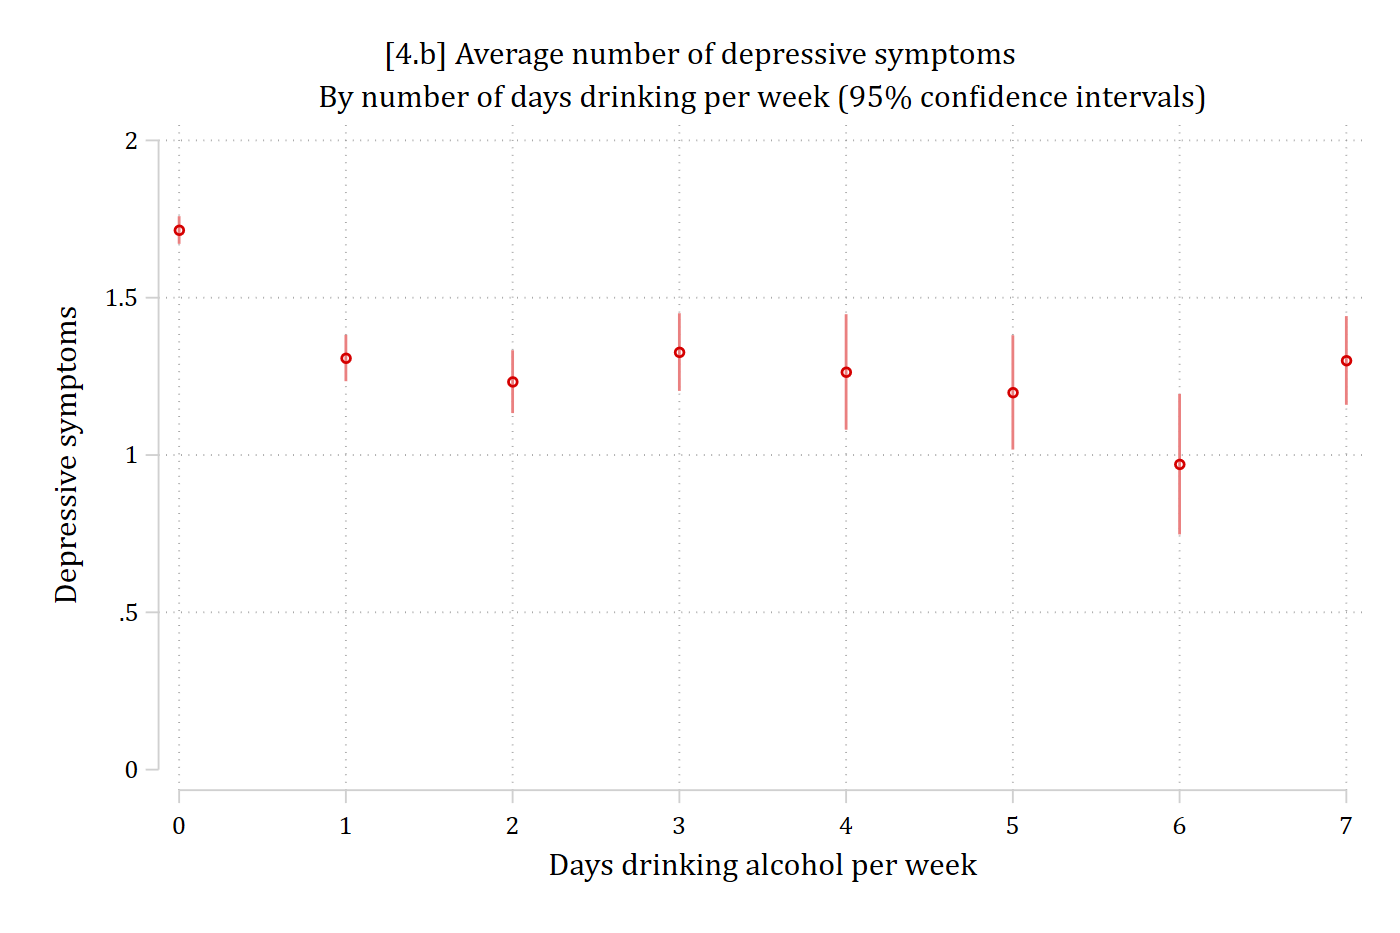 [4.b] Average number of depressive symptoms
By number of days drinking per week (95% confidence intervals)
2
1.5
1
.5
0
Depressive symptoms
0 1 2 3 4 5 6 7
Days drinking alcohol per week